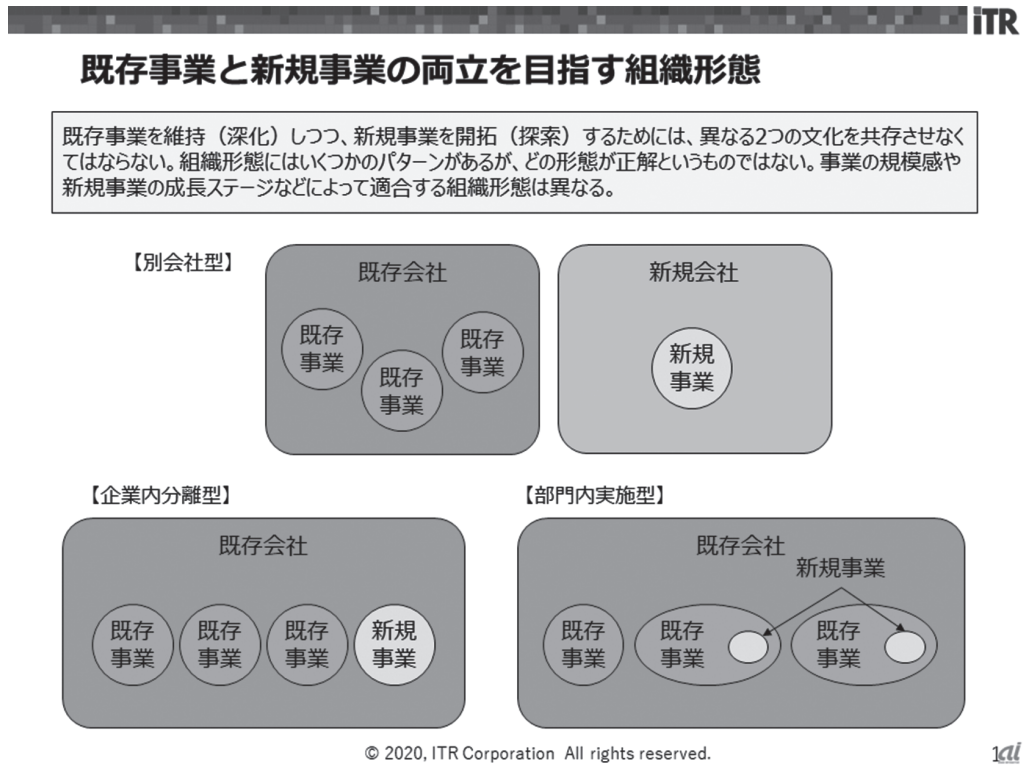 iTR
既存事業と新規事業の両立を目指す組織形態
既存事業を維持（深化）しつつ、新規事業を開拓（探索）するためには、異なる2つの文化を共存させなく
てはならない。組織形態にはいくつかのパターンがあるが、どの形態が正解というものではない。事業の規模感や
新規事業の成長ステージなどによって適合する組織形態は異なる。
【別会社型】
既存会社
既存
事業
既存
事業
既存
事業
新規会社
新規
事業
【企業内分離型】
既存会社
既存
事業
既存
事業
既存
事業
新規
事業
【部門内実施型】
既存会社
新規事業
既存
事業
既存
事業
既存
事業
© 2020, ITR Corporation All rights reserved.
1
ai